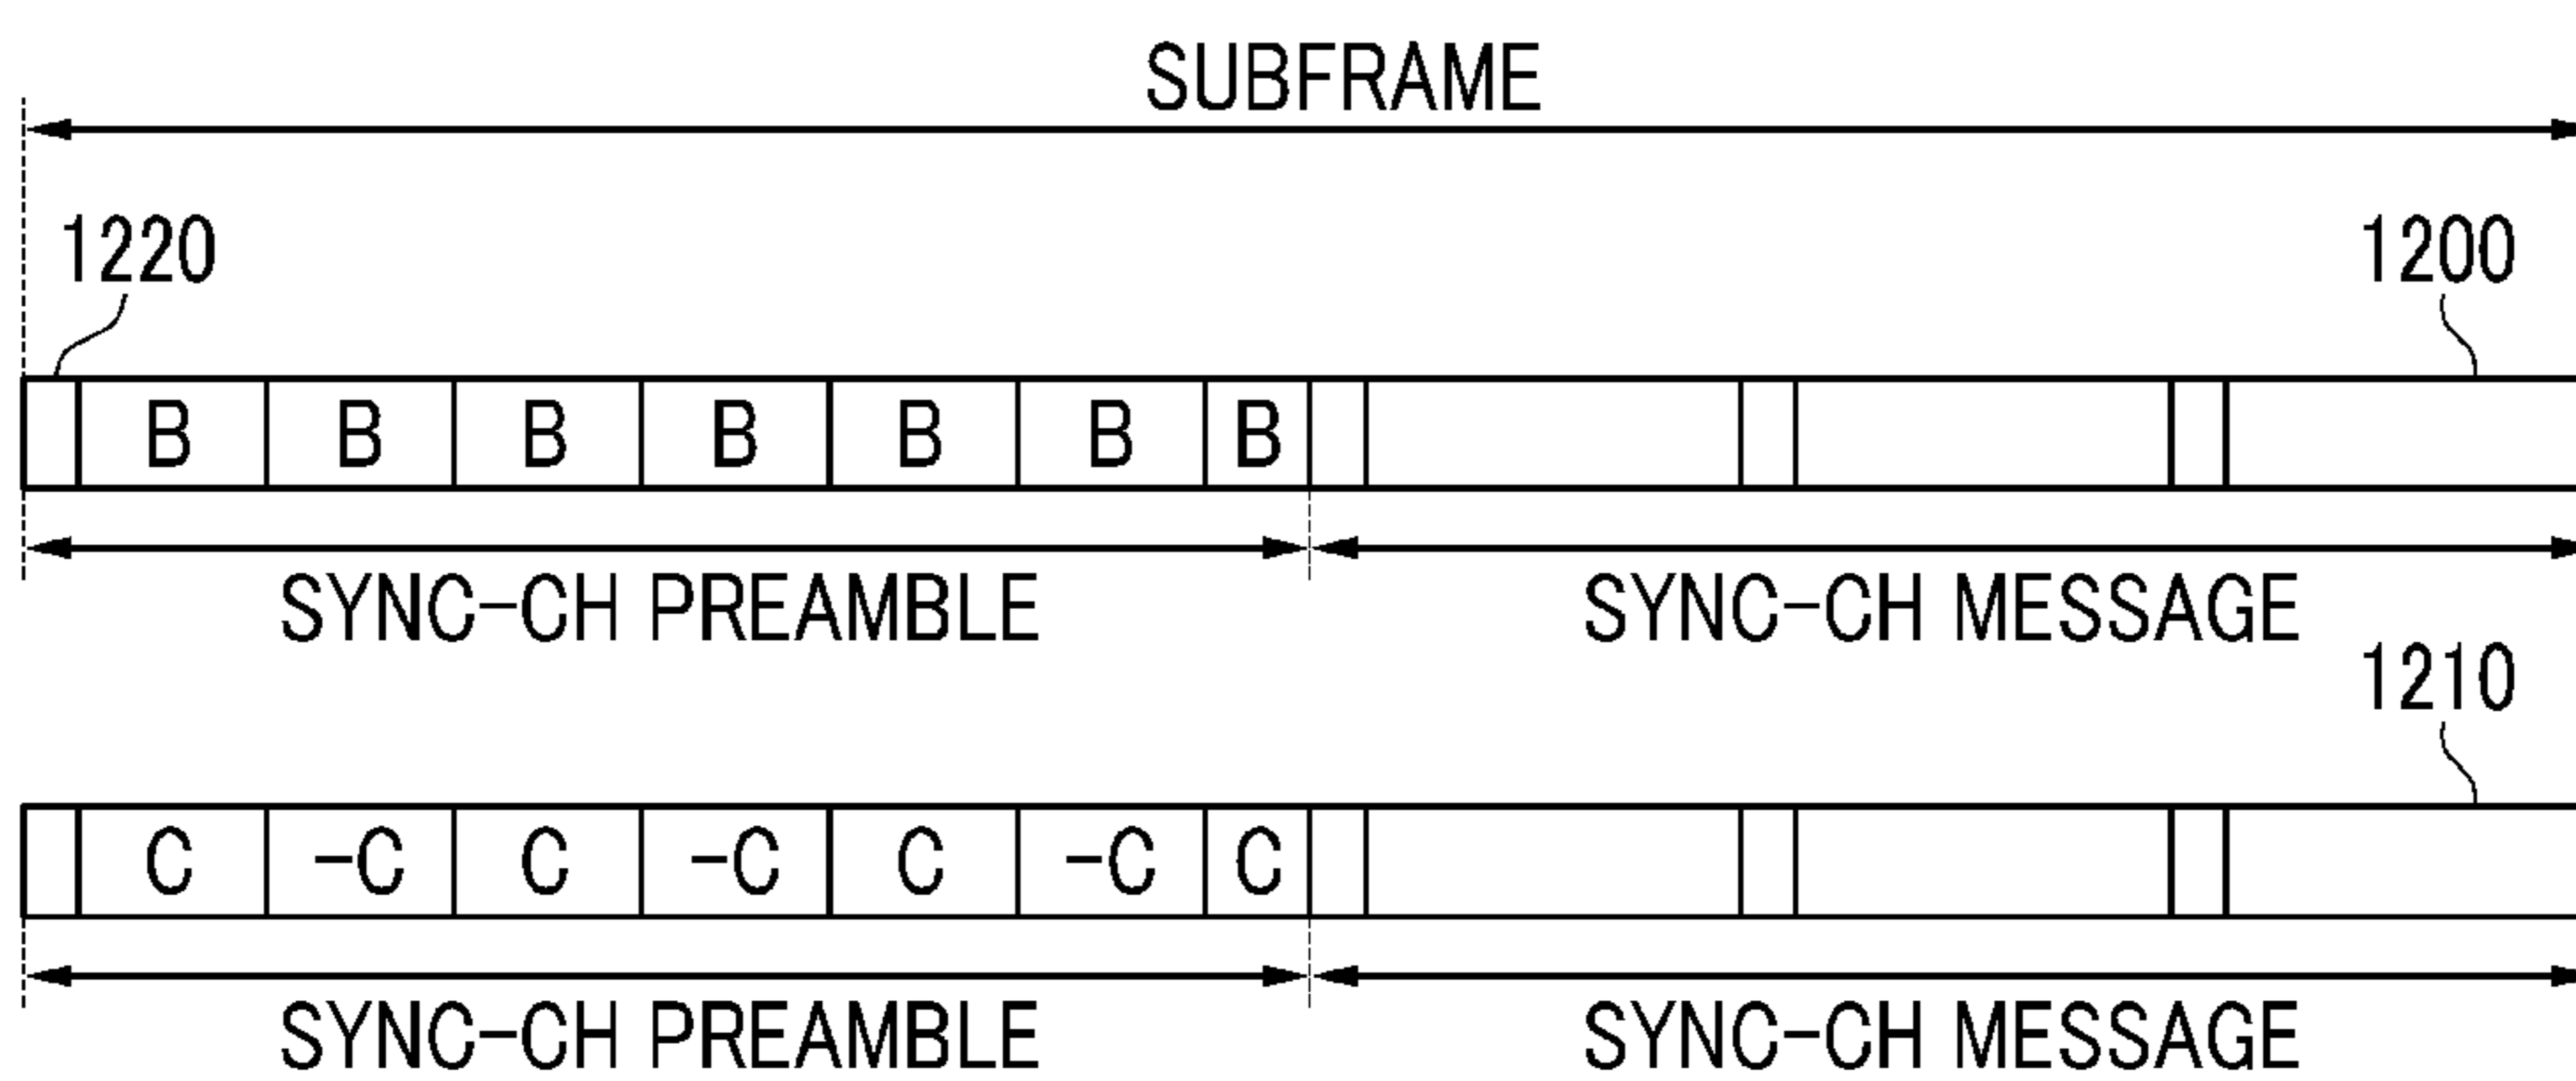 SUBFRAME
1220 1200
B B B B B B B
SYNC-CH PREAMBLE SYNC-CH MESSAGE
1210
C -C C -C C -C C
SYNC-CH PREAMBLE SYNC-CH MESSAGE